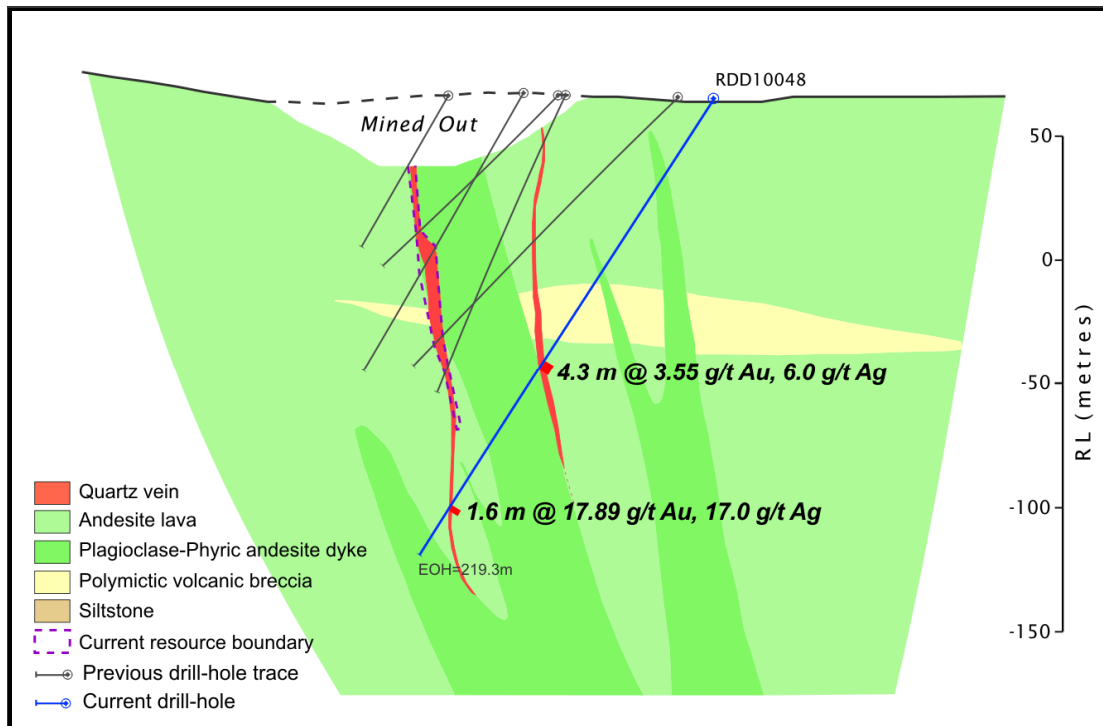 RDD10048
Mined Out
50
0
-50
-100
-150
RL (metres)
4.3 m @ 3.55 g/t Au, 6.0 g/t Ag
1.6 m @ 17.89 g/t Au, 17.0 g/t Ag
EOH=219.3m
Quartz vein
Andesite lava
Plagioclase-Phyric andesite dyke
Polymictic volcanic breccia
Siltstone
Current resource boundary
Previous drill-hole trace
Current drill-hole